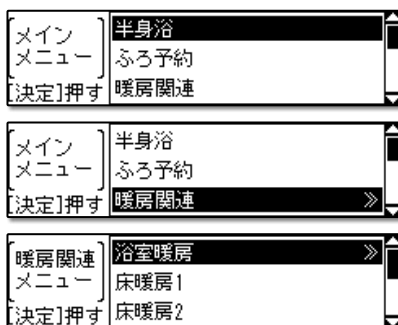 メイン
メニュー
[決定]押す
半身浴
ふろ予約
暖房関連
メイン
メニュー
[決定]押す
半身浴
ふろ予約
暖房関連 ≫
暖房関連
メニュー
[決定]押す
浴室暖房 ≫
床暖房1
床暖房2